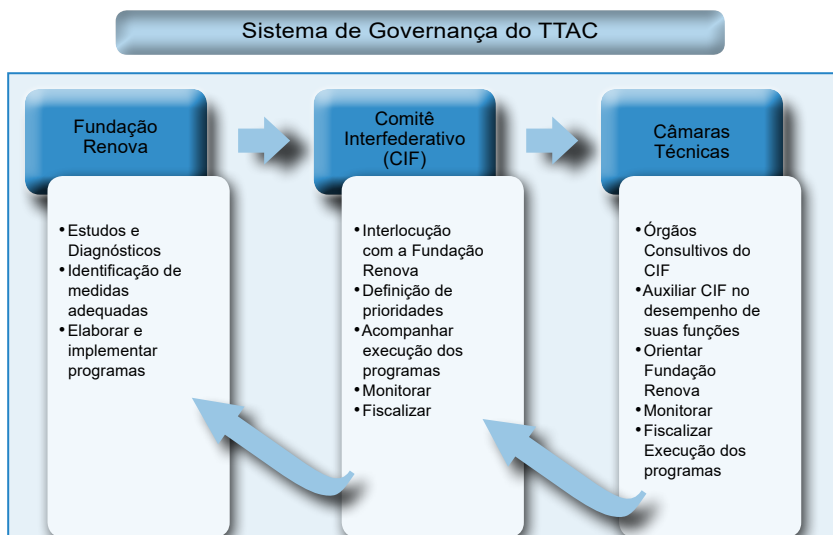 Sistema de Governança do TTAC
Fundação
Renova
• Estudos e
Diagnósticos
• Identificação de
medidas
adequadas
• Elaborar e
implementar
programas
Comitê
Interfederativo
(CIF)
• Interlocução
com a Fundação
Renova
• Definição de
prioridades
• Acompanhar
execução dos
programas
• Monitorar
• Fiscalizar
Câmaras
Técnicas
• Órgãos
Consultivos do
CIF
• Auxiliar CIF no
desempenho de
suas funções
• Orientar
Fundação
Renova
• Monitorar
• Fiscalizar
Execução dos
programas